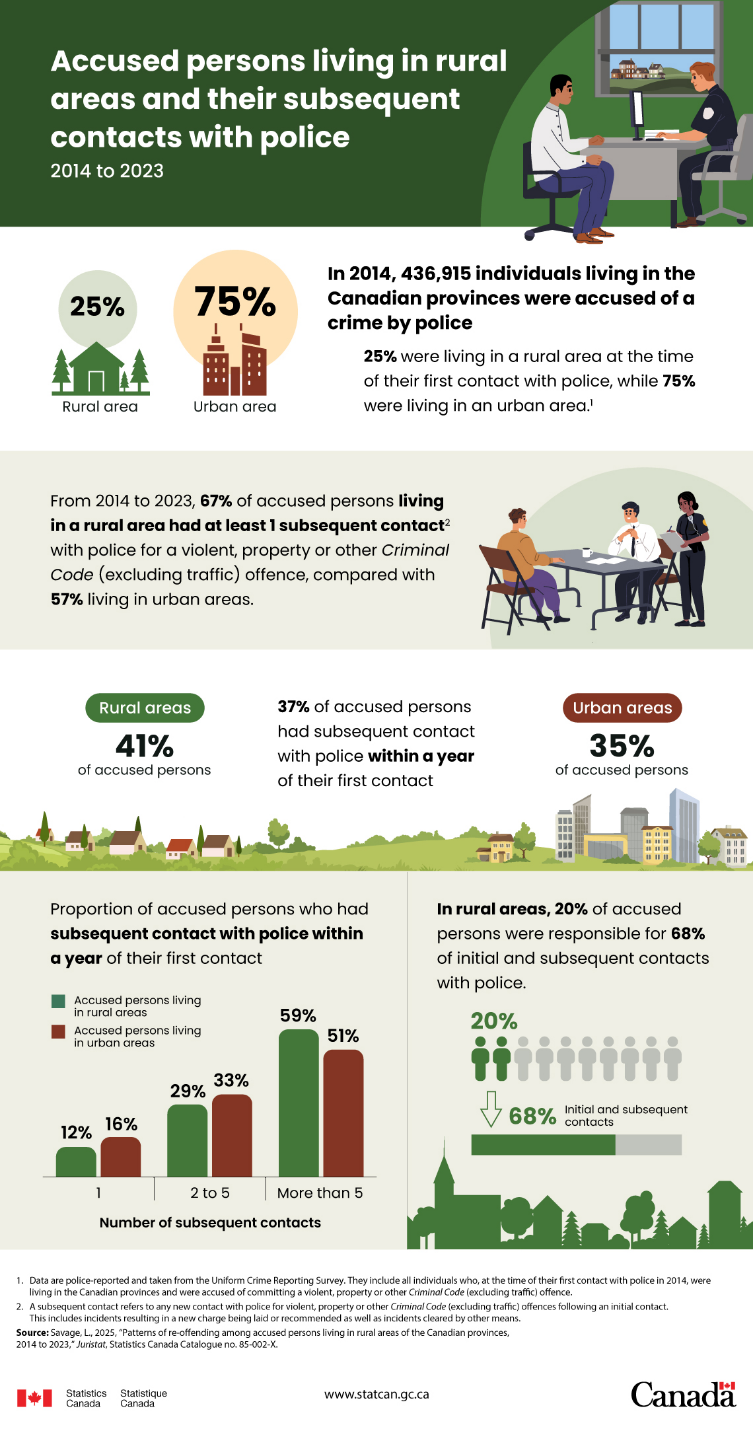 Accused persons living in rural
areas and their subsequent
contacts with police
2014 to 2023
25%
Rural area
75%
Urban area
In 2014, 436,915 individuals living in the
Canadian provinces were accused of a
crime by police
25% were living in a rural area at the time
of their first contact with police, while 75%
were living in an urban area.¹
From 2014 to 2023, 67% of accused persons living
in a rural area had at least 1 subsequent contact²
with police for a violent, property or other Criminal
Code (excluding traffic) offence, compared with
57% living in urban areas.
Rural areas
41%
of accused persons
37% of accused persons
had subsequent contact
with police within a year
of their first contact
Urban areas
35%
of accused persons
Proportion of accused persons who had
subsequent contact with police within
a year of their first contact
Accused persons living
in rural areas
Accused persons living
in urban areas
12%
16%
29%
33%
59%
51%
1
2 to 5
More than 5
Number of subsequent contacts
In rural areas, 20% of accused
persons were responsible for 68%
of initial and subsequent contacts
with police.
20%
68%
Initial and subsequent
contacts
1. Data are police-reported and taken from the Uniform Crime Reporting Survey. They include all individuals who, at the time of their first contact with police in 2014, were
living in the Canadian provinces and were accused of committing a violent, property or other Criminal Code (excluding traffic) offence.
2. A subsequent contact refers to any new contact with police for violent, property or other Criminal Code (excluding traffic) offences following an initial contact.
This includes incidents resulting in a new charge being laid or recommended as well as incidents cleared by other means.
Source: Savage, L., 2025, "Patterns of re-offending among accused persons living in rural areas of the Canadian provinces,
2014 to 2023," Juristat, Statistics Canada Catalogue no. 85-002-X.
Statistics
Canada
Statistique
Canada
www.statcan.gc.ca
Canada